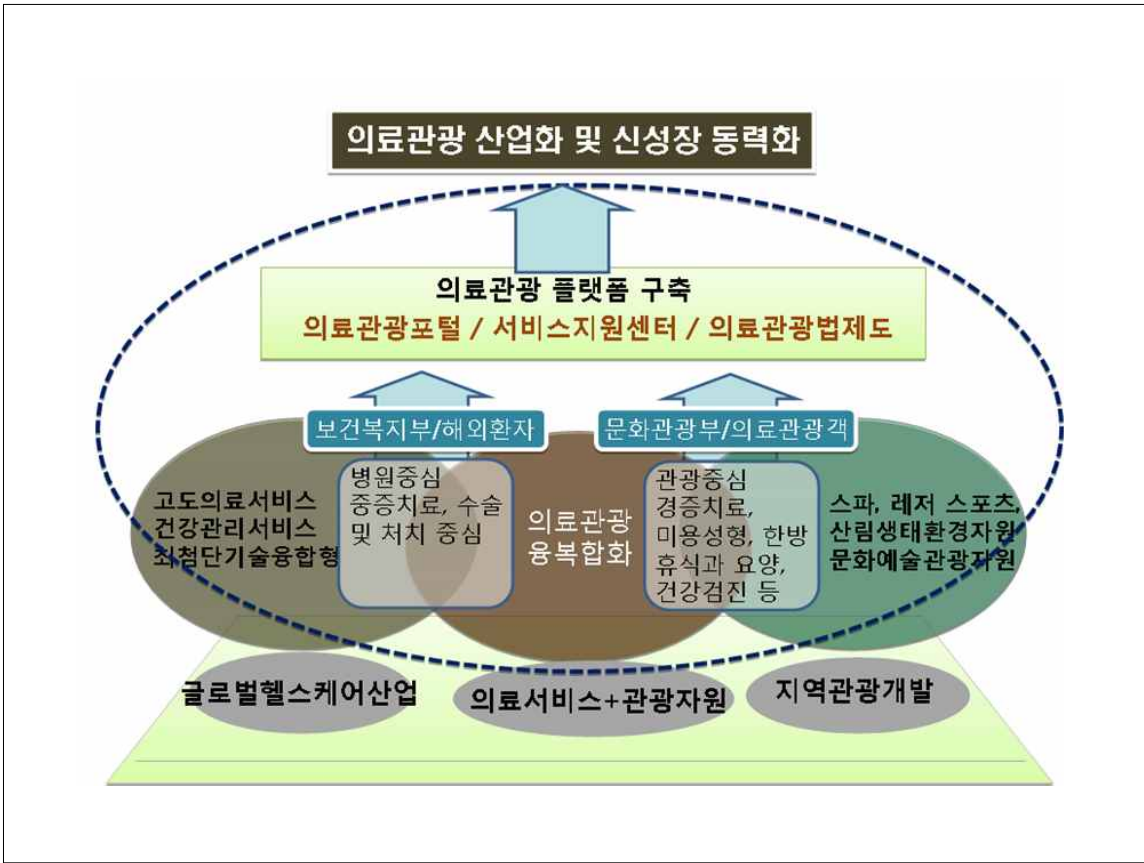 의료관광 산업화 및 신성장 동력화
의료관광 플랫폼 구축
의료관광포털 / 서비스지원센터 / 의료관광법제도
보건복지부/해외환자
문화관광부/의료관광객
고도의료서비스
건강관리서비스
최첨단기술융합형
병원중심
중증치료, 수술
및 처치 중심
의료관광
융복합화
관광중심
경증치료,
미용성형, 한방
휴식과 요양,
건강검진 등
스파, 레저 스포츠,
산림생태환경자원
문화예술관광자원
글로벌헬스케어산업
의료서비스+관광자원
지역관광개발